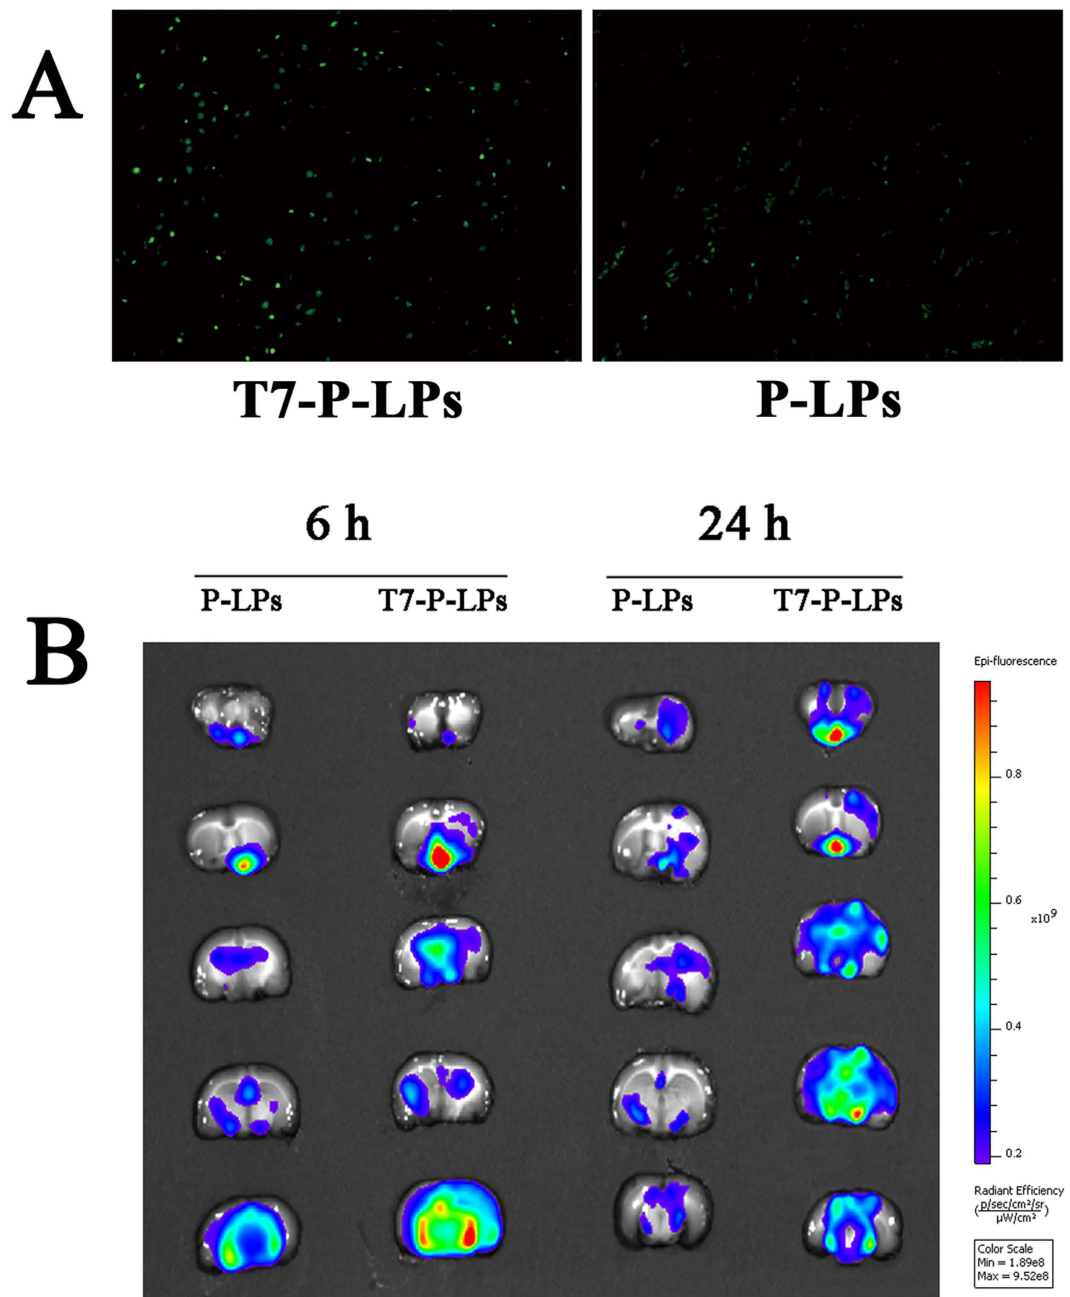 A
T7-P-LPs
P-LPs
6 h
24 h
P-LPs
T7-P-LPs
P-LPs
T7-P-LPs
B
Epi-fluorescence
0.8
0.6
x10⁹
0.4
0.2
Radiant Efficiency
(p/sec/cm²/sr
µW/cm²)
Color Scale
Min = 1.89e8
Max = 9.52e8